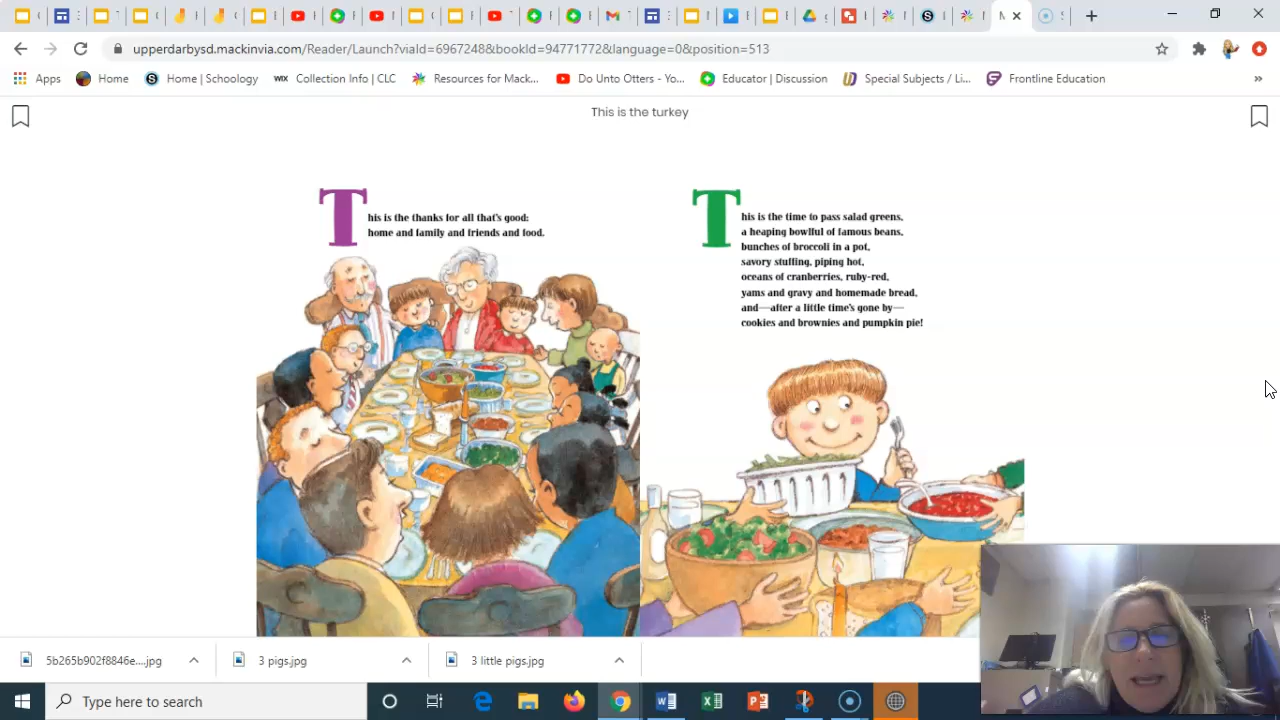 upperdarbysd.mackinvia.com/Reader/Launch?viaId=6967248&bookId=94771772&language=0&position=513
Apps
Home
Home | Schoology
WIX Collection Info | CLC
Resources for Mack...
Do Unto Otters - Yo...
Educator | Discussion
Special Subjects / Li...
Frontline Education
»
This is the turkey
This is the thanks for all that's good:
home and family and friends and food.
This is the time to pass salad greens,
a heaping bowlful of famous beans,
bunches of broccoli in a pot,
savory stuffing, piping hot,
oceans of cranberries, ruby-red,
yams and gravy and homemade bread,
and—after a little time's gone by—
cookies and brownies and pumpkin pie!
5b265b902f8846e....jpg
3 pigs.jpg
3 little pigs.jpg
Type here to search